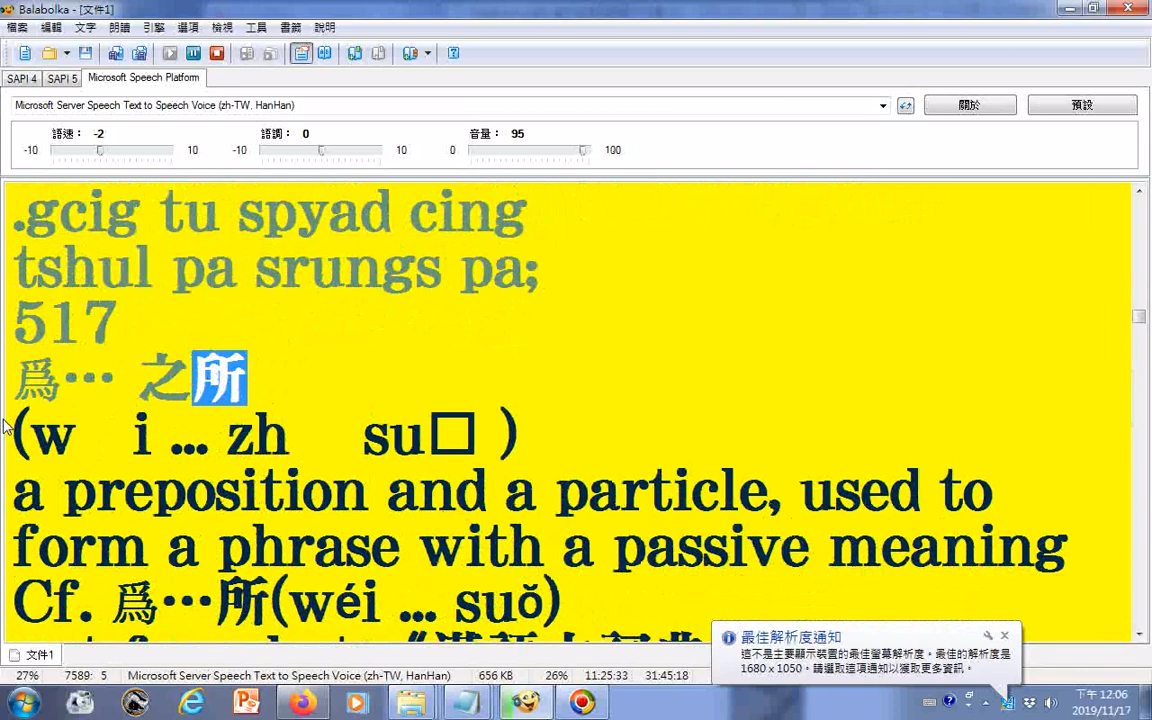 Balabolka - [文件1]
檔案 編輯 文字 朗讀 引擎 選項 檢視 工具 書籤 說明
SAPI 4 SAPI 5 Microsoft Speech Platform
Microsoft Server Speech Text to Speech Voice (zh-TW, HanHan) 關於 預設
語速： -2 語調： 0 音量： 95
-10 10 -10 10 0 100
.gcig tu spyad cing
tshul pa srungs pa;
517
爲… 之所
(w i ... zh su□ )
a preposition and a particle, used to
form a phrase with a passive meaning
Cf. 爲…所(wéi ... suǒ)
最佳解析度通知
這不是主要顯示裝置的最佳螢幕解析度。最佳的解析度是
1680 x 1050。請選取這項通知以獲取更多資訊。
文件1
27% 7589: 5 Microsoft Server Speech Text to Speech Voice (zh-TW, HanHan) 656 KB 26% 11:25:33 31:45:18
下午 12:06
2019/11/17